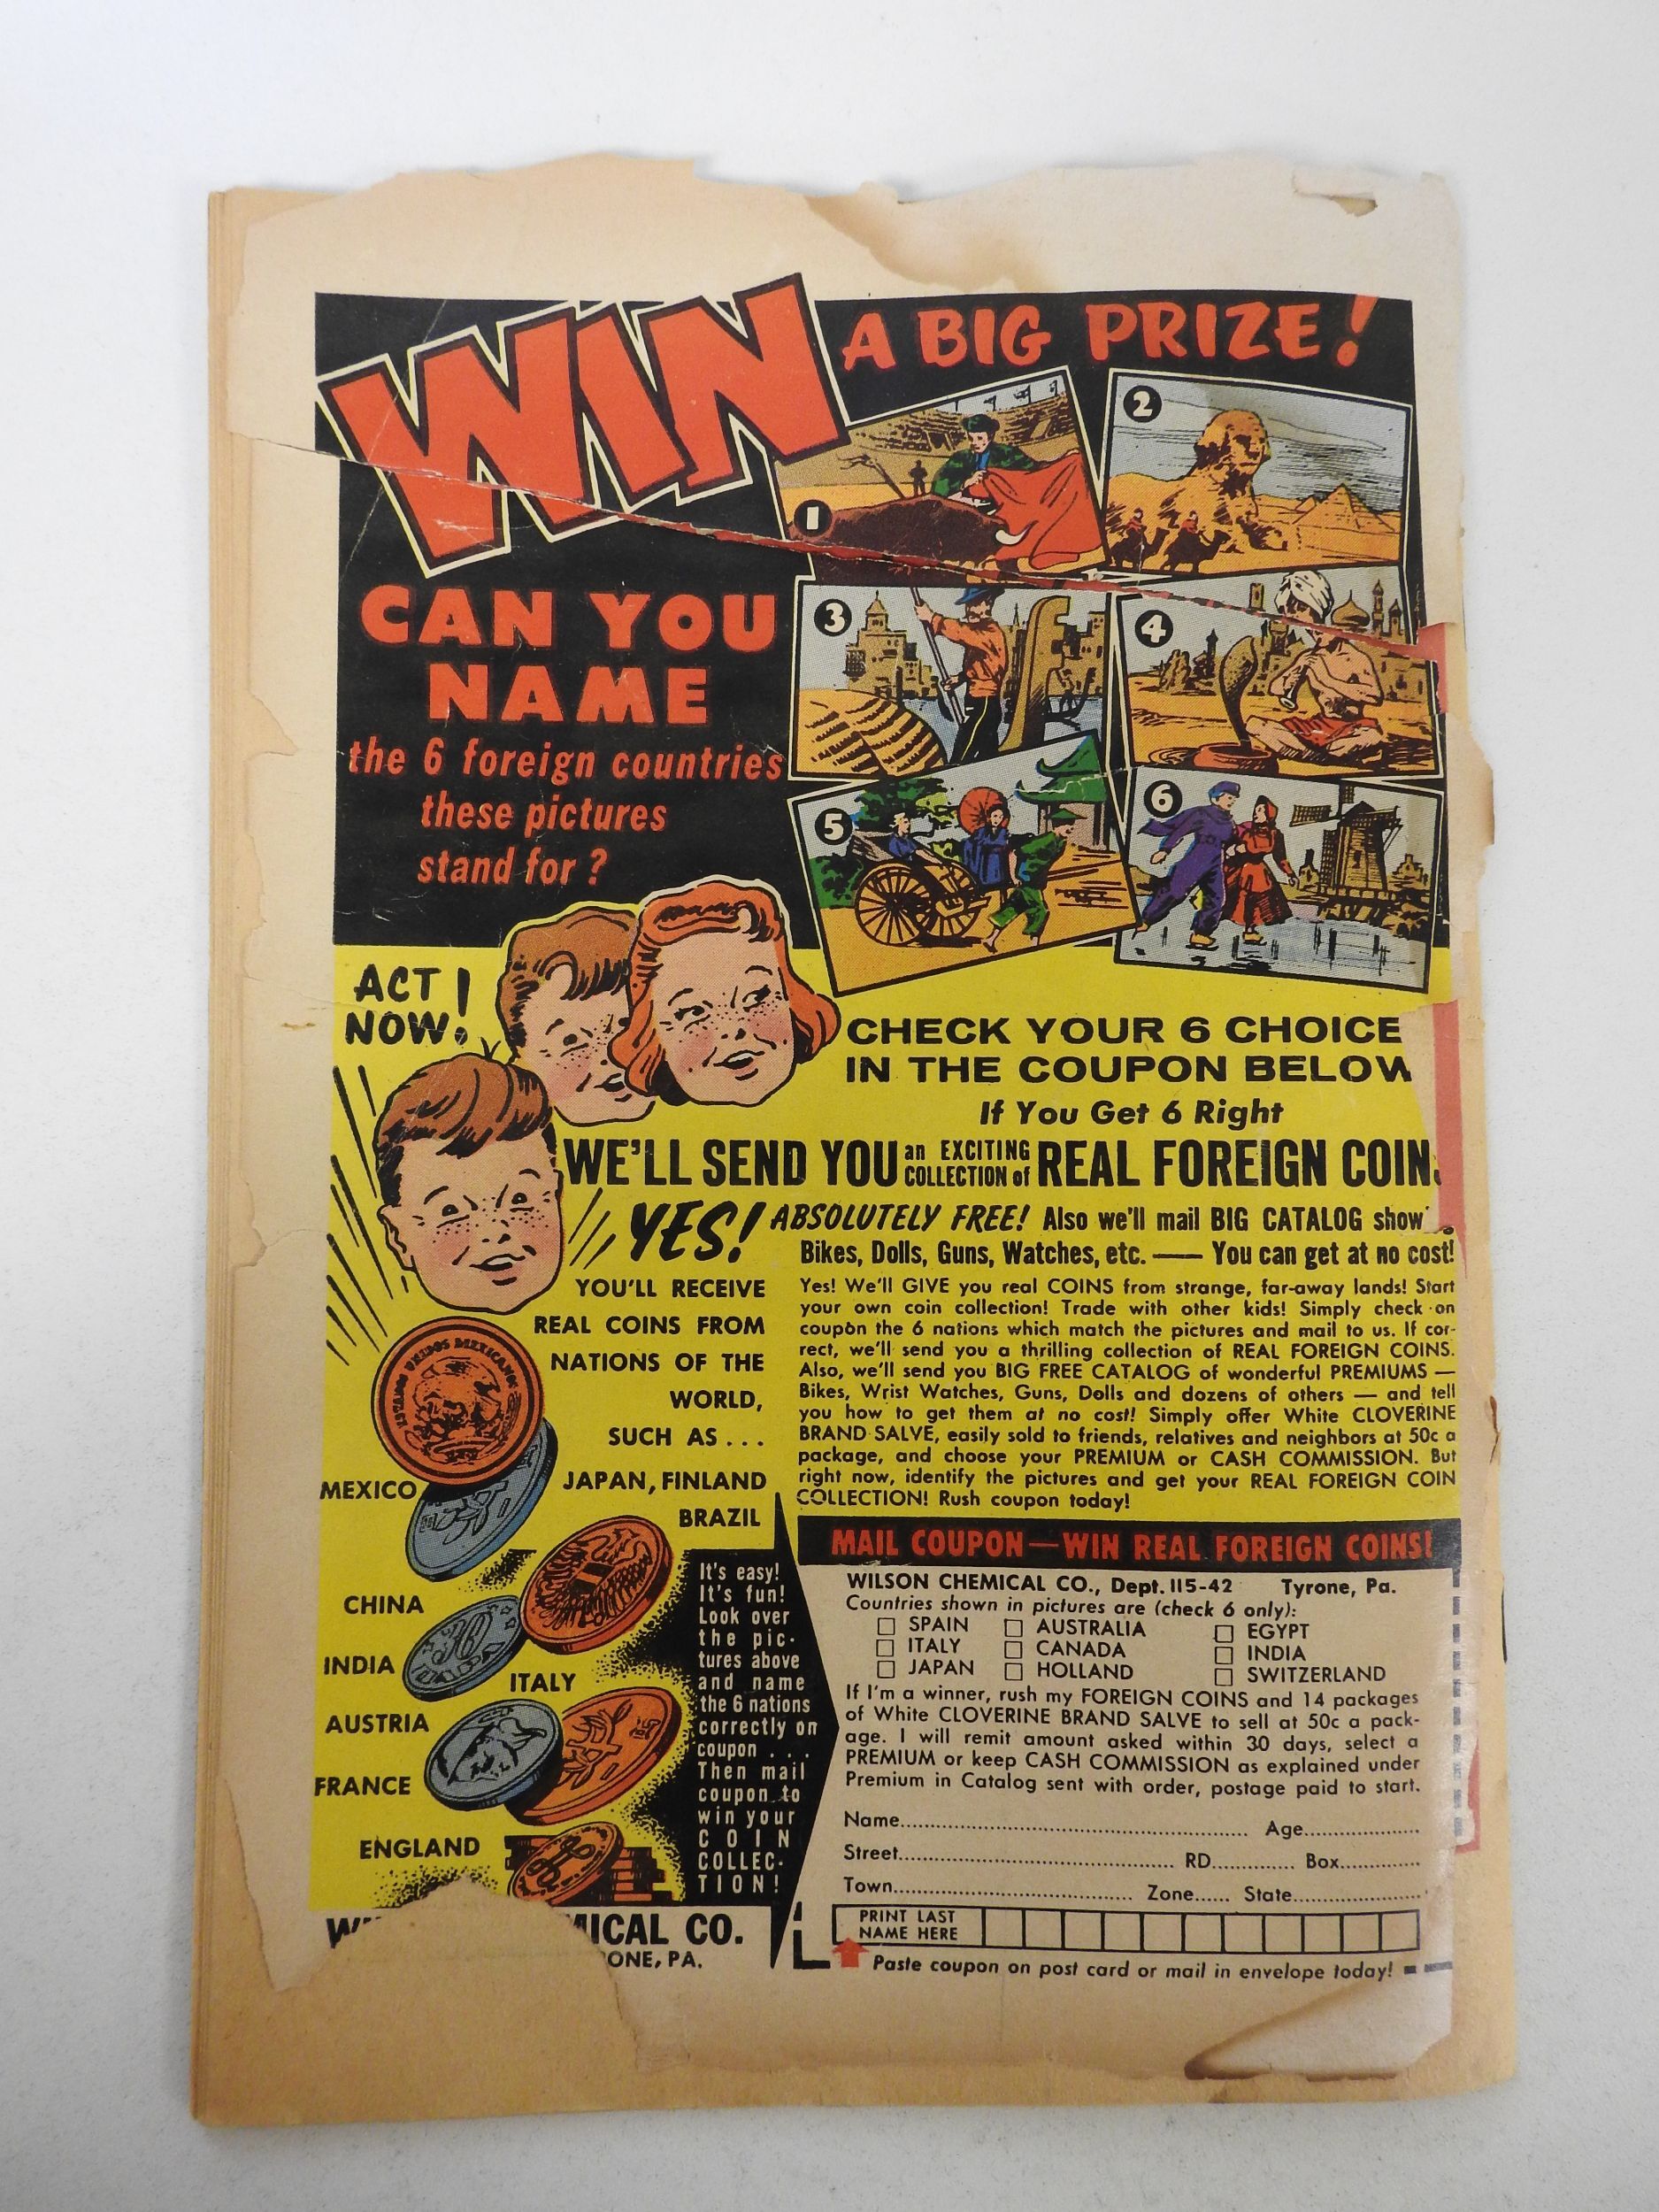 WIN
A BIG PRIZE!
1
2
3
4
5
6
CAN YOU
NAME
the 6 foreign countries
these pictures
stand for?
ACT
NOW!
CHECK YOUR 6 CHOICE
IN THE COUPON BELOW
If You Get 6 Right
WE'LL SEND YOU an EXCITING COLLECTION of REAL FOREIGN COIN
YES! ABSOLUTELY FREE! Also we'll mail BIG CATALOG show
Bikes, Dolls, Guns, Watches, etc. — You can get at no cost!
YOU'LL RECEIVE
REAL COINS FROM
NATIONS OF THE
WORLD,
SUCH AS...
JAPAN, FINLAND
BRAZIL
Yes! We'll GIVE you real COINS from strange, far-away lands! Start
your own coin collection! Trade with other kids! Simply check on
coupon the 6 nations which match the pictures and mail to us. If cor-
rect, we'll send you a thrilling collection of REAL FOREIGN COINS.
Also, we'll send you BIG FREE CATALOG of wonderful PREMIUMS —
Bikes, Wrist Watches, Guns, Dolls and dozens of others — and tell
you how to get them at no cost! Simply offer White CLOVERINE
BRAND SALVE, easily sold to friends, relatives and neighbors at 50c a
package, and choose your PREMIUM or CASH COMMISSION. But
right now, identify the pictures and get your REAL FOREIGN COIN
COLLECTION! Rush coupon today!
ESTADOS UNIDOS MEXICANOS
MEXICO
CHINA
INDIA
30
ITALY
AUSTRIA
FRANCE
ENGLAND
It's easy!
It's fun!
Look over
the pic-
tures above
and name
the 6 nations
correctly on
coupon...
Then mail
coupon to
win your
COIN
COLLEC-
TION!
MICAL CO.
ONE, PA.
MAIL COUPON—WIN REAL FOREIGN COINS!
WILSON CHEMICAL CO., Dept. 115-42 Tyrone, Pa.
Countries shown in pictures are (check 6 only):
SPAIN AUSTRALIA EGYPT
ITALY CANADA INDIA
JAPAN HOLLAND SWITZERLAND
If I'm a winner, rush my FOREIGN COINS and 14 packages
of White CLOVERINE BRAND SALVE to sell at 50c a pack-
age. I will remit amount asked within 30 days, select a
PREMIUM or keep CASH COMMISSION as explained under
Premium in Catalog sent with order, postage paid to start.
Name........ Age........
Street........ RD........ Box........
Town........ Zone...... State........
PRINT LAST
NAME HERE
Paste coupon on post card or mail in envelope today!